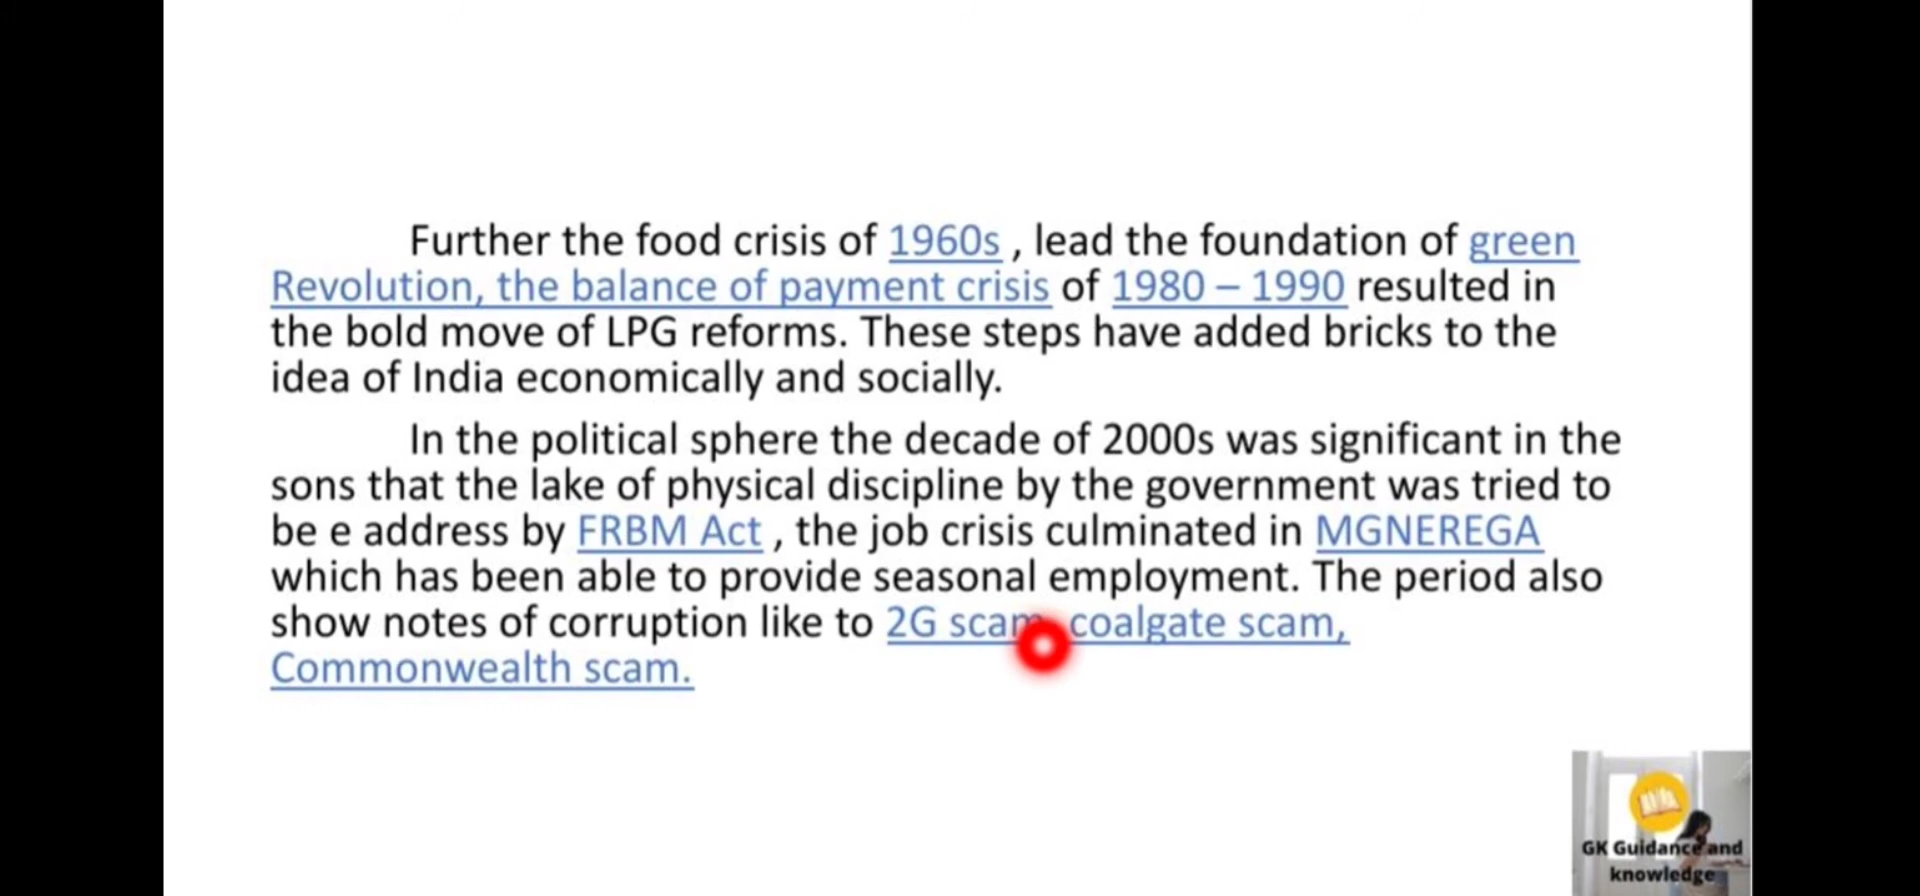 Further the food crisis of 1960s , lead the foundation of green
Revolution, the balance of payment crisis of 1980 – 1990 resulted in
the bold move of LPG reforms. These steps have added bricks to the
idea of India economically and socially.
In the political sphere the decade of 2000s was significant in the
sons that the lake of physical discipline by the government was tried to
be e address by FRBM Act , the job crisis culminated in MGNEREGA
which has been able to provide seasonal employment. The period also
show notes of corruption like to 2G scam, coalgate scam,
Commonwealth scam.
GK Guidance and
knowledge